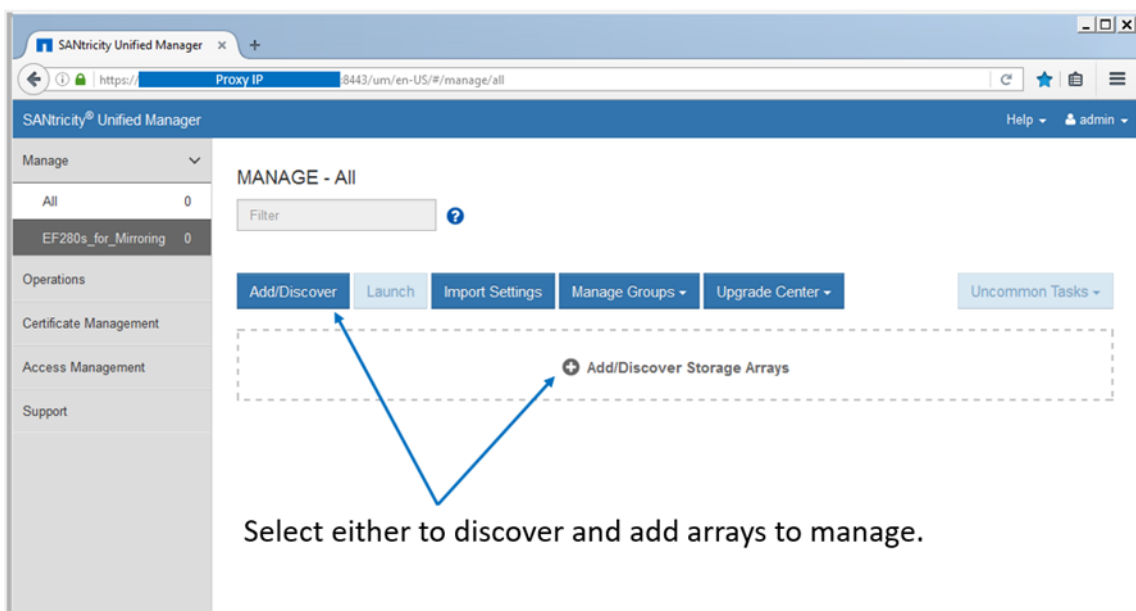 SANtricity Unified Manager × +
https:// Proxy IP :8443/um/en-US/#/manage/all
SANtricity® Unified Manager Help admin
Manage
MANAGE - All
All 0
Filter
EF280s_for_Mirroring 0
Operations
Add/Discover Launch Import Settings Manage Groups Upgrade Center Uncommon Tasks
Certificate Management
Access Management
Add/Discover Storage Arrays
Support
Select either to discover and add arrays to manage.